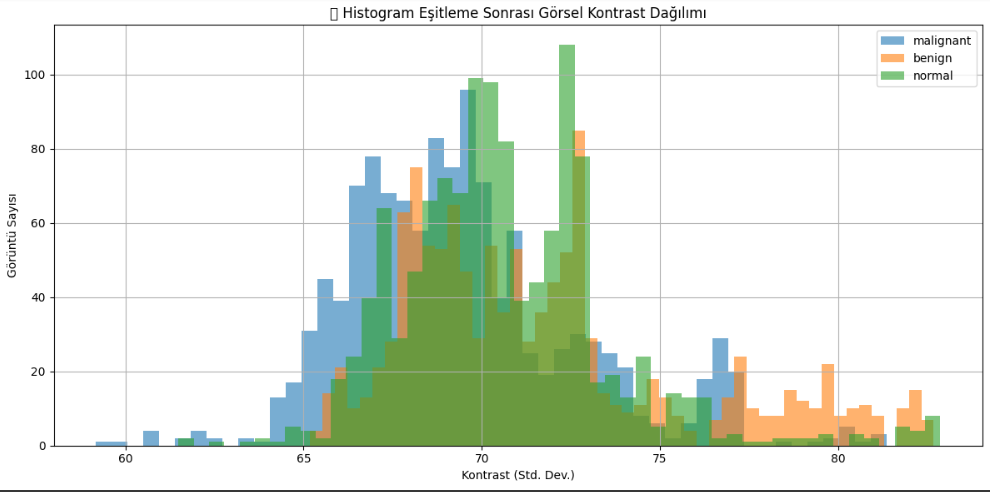 Histogram Eşitleme Sonrası Görsel Kontrast Dağılımı
malignant
benign
normal
Görüntü Sayısı
100
80
60
40
20
0
60
65
70
75
80
Kontrast (Std. Dev.)